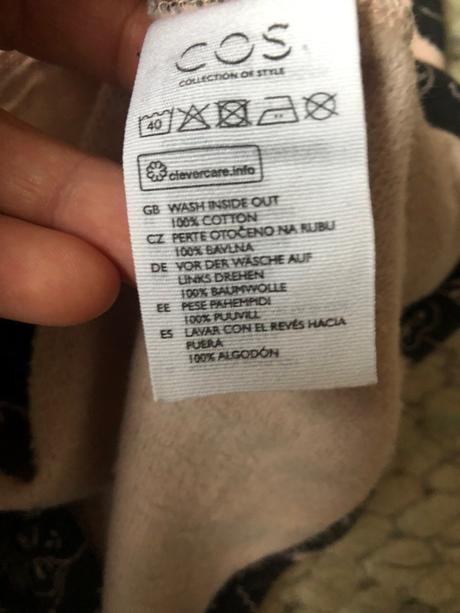 COS
COLLECTION OF STYLE
40
clevercare.info
GB WASH INSIDE OUT
100% COTTON
CZ PERTE OTOČENO NA RUBU
100% BAVLNA
DE VOR DER WÄSCHE AUF
LINKS DREHEN
100% BAUMWOLLE
EE PESE PAHEMPIDI
100% PUUVILL
ES LAVAR CON EL REVÉS HACIA
FUERA
100% ALGODÓN